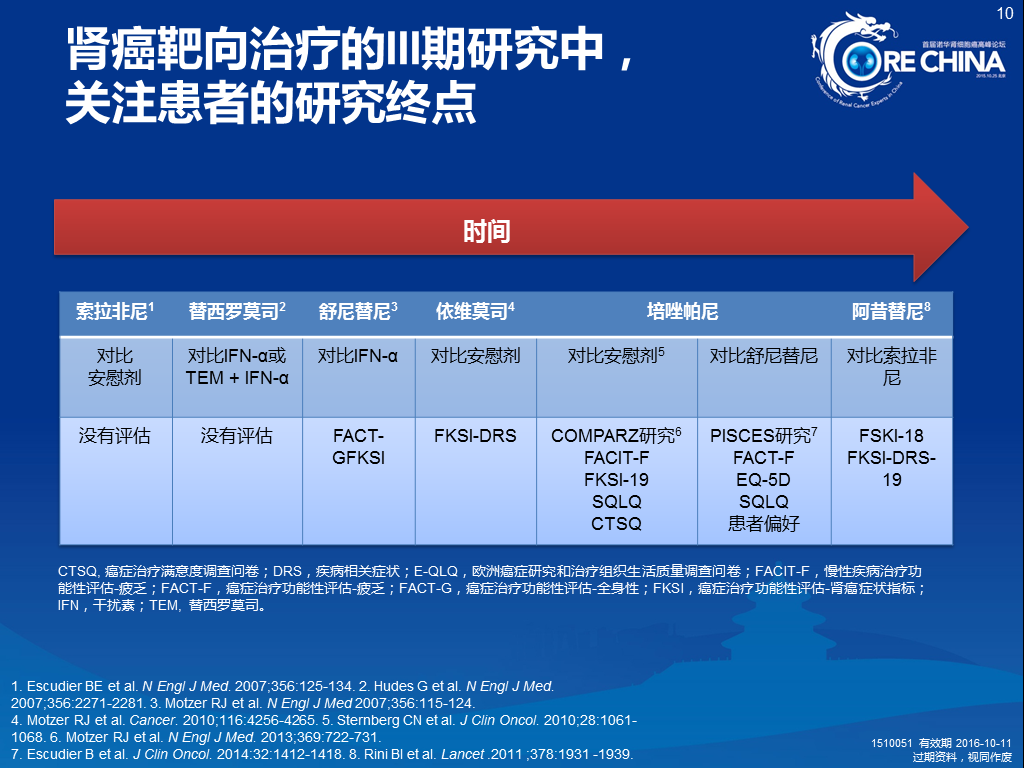 10
肾癌靶向治疗的III期研究中，
关注患者的研究终点
首届诺华肾细胞癌高峰论坛
CORE CHINA
2015.10.25 北京
Conference of Renal Cancer Experts in China
时间
索拉非尼1 替西罗莫司2 舒尼替尼3 依维莫司4 培唑帕尼 阿昔替尼8
对比
安慰剂
对比IFN-α或
TEM + IFN-α
对比IFN-α
对比安慰剂
对比安慰剂5
对比舒尼替尼
对比索拉非
尼
没有评估
没有评估
FACT-
GFKSI
FKSI-DRS
COMPARZ研究6
FACIT-F
FKSI-19
SQLQ
CTSQ
PISCES研究7
FACT-F
EQ-5D
SQLQ
患者偏好
FSKI-18
FKSI-DRS-
19
CTSQ, 癌症治疗满意度调查问卷；DRS，疾病相关症状；E-QLQ，欧洲癌症研究和治疗组织生活质量调查问卷；FACIT-F，慢性疾病治疗功
能性评估-疲乏；FACT-F，癌症治疗功能性评估-疲乏；FACT-G，癌症治疗功能性评估-全身性；FKSI，癌症治疗功能性评估-肾癌症状指标；
IFN，干扰素；TEM, 替西罗莫司。
1. Escudier BE et al. N Engl J Med. 2007;356:125-134. 2. Hudes G et al. N Engl J Med.
2007;356:2271-2281. 3. Motzer RJ et al. N Engl J Med 2007;356:115-124.
4. Motzer RJ et al. Cancer. 2010;116:4256-4265. 5. Sternberg CN et al. J Clin Oncol. 2010;28:1061-
1068. 6. Motzer RJ et al. N Engl J Med. 2013;369:722-731.
7. Escudier B et al. J Clin Oncol. 2014:32:1412-1418. 8. Rini BI et al. Lancet .2011 ;378:1931 -1939.
1510051 有效期 2016-10-11
过期资料，视同作废